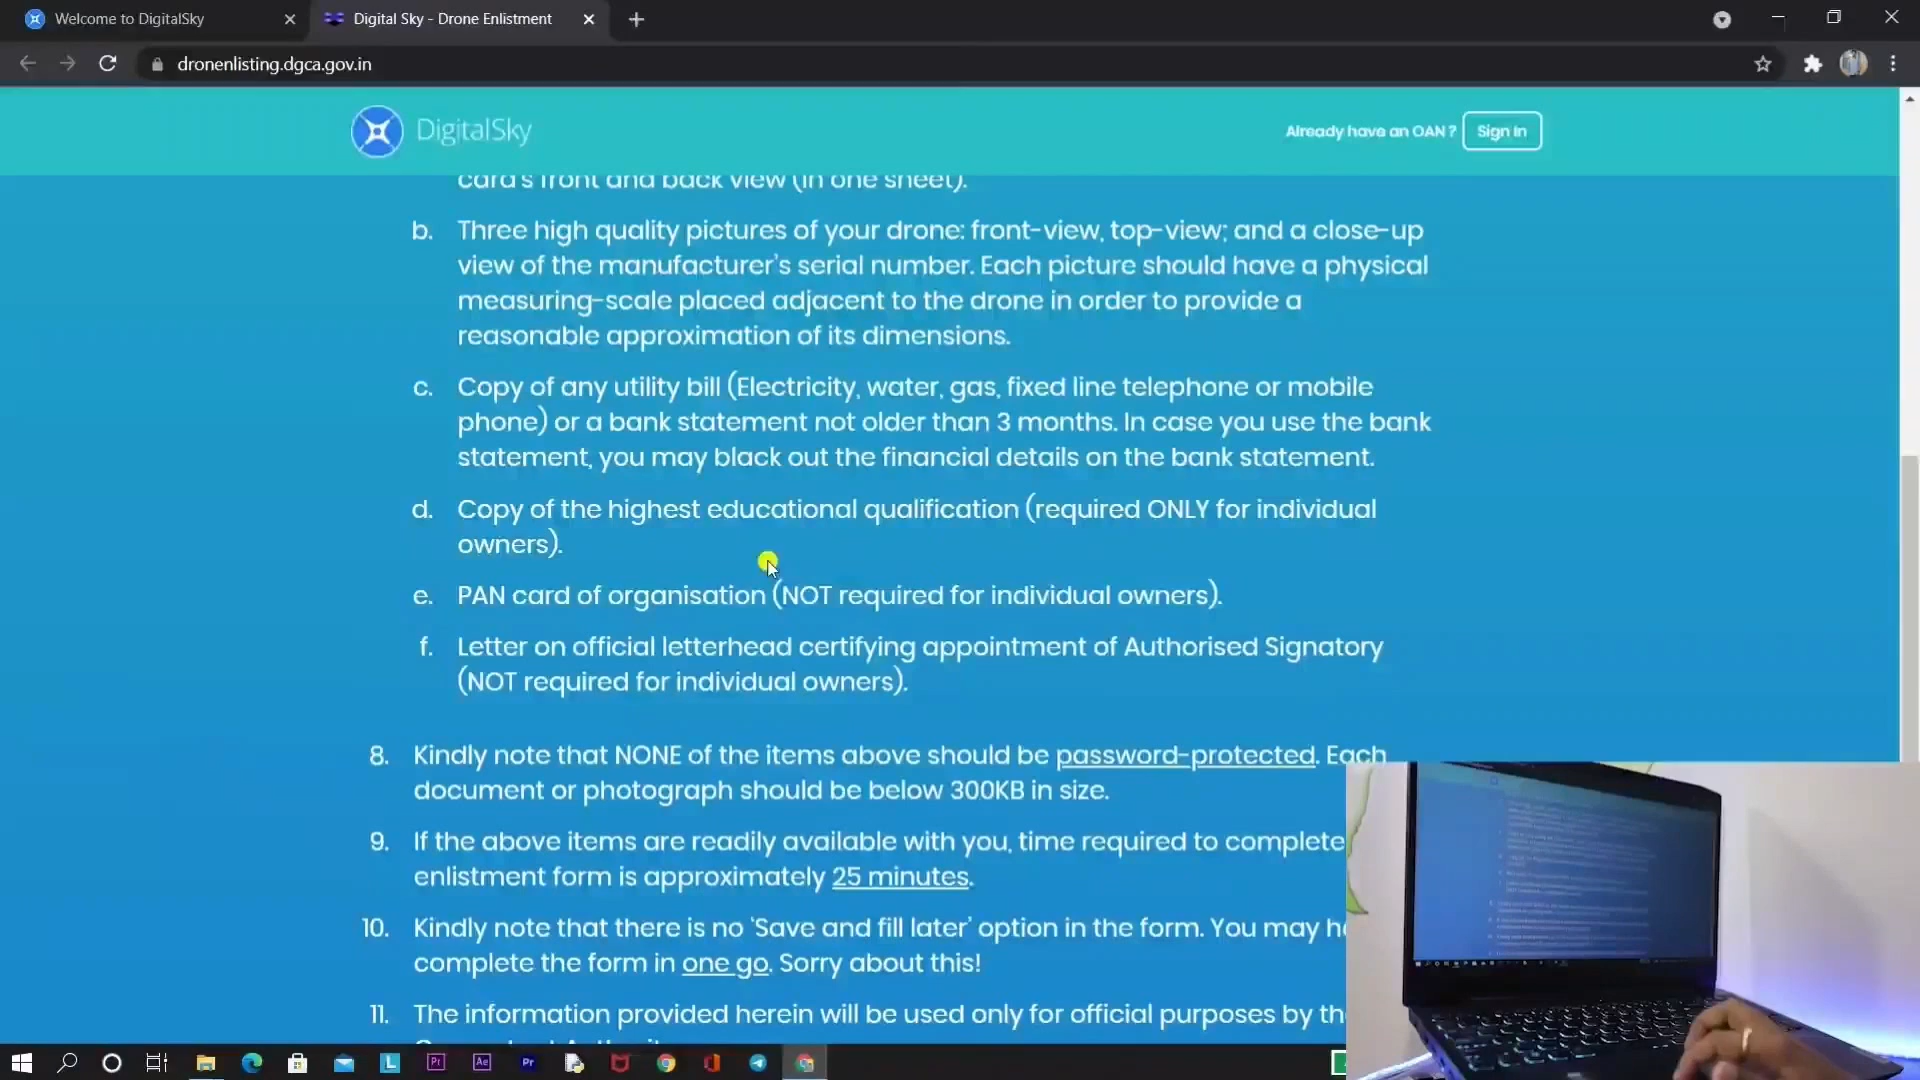 Welcome to DigitalSky
Digital Sky - Drone Enlistment
dronenlisting.dgca.gov.in
DigitalSky
Already have an OAN ?
Sign In
card's front and back view (in one sheet).
b. Three high quality pictures of your drone: front-view, top-view; and a close-up
view of the manufacturer's serial number. Each picture should have a physical
measuring-scale placed adjacent to the drone in order to provide a
reasonable approximation of its dimensions.
c. Copy of any utility bill (Electricity, water, gas, fixed line telephone or mobile
phone) or a bank statement not older than 3 months. In case you use the bank
statement, you may black out the financial details on the bank statement.
d. Copy of the highest educational qualification (required ONLY for individual
owners).
e. PAN card of organisation (NOT required for individual owners).
f. Letter on official letterhead certifying appointment of Authorised Signatory
(NOT required for individual owners).
8. Kindly note that NONE of the items above should be password-protected. Each
document or photograph should be below 300KB in size.
9. If the above items are readily available with you, time required to complete
enlistment form is approximately 25 minutes.
10. Kindly note that there is no 'Save and fill later' option in the form. You may
complete the form in one go. Sorry about this!
11. The information provided herein will be used only for official purposes by
L
Pr
Ae
Pr